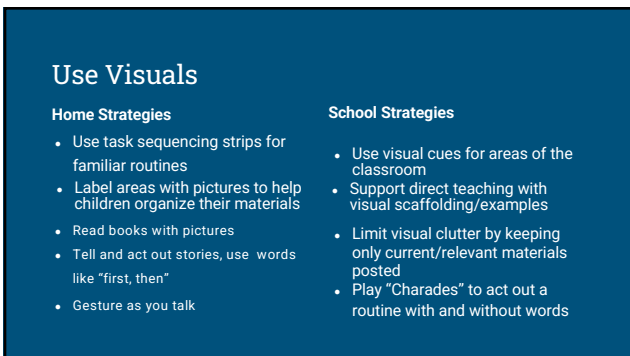 Use Visuals
Home Strategies
• Use task sequencing strips for
familiar routines
• Label areas with pictures to help
children organize their materials
• Read books with pictures
• Tell and act out stories, use words
like “first, then”
• Gesture as you talk
School Strategies
• Use visual cues for areas of the
classroom
• Support direct teaching with
visual scaffolding/examples
• Limit visual clutter by keeping
only current/relevant materials
posted
• Play “Charades” to act out a
routine with and without words